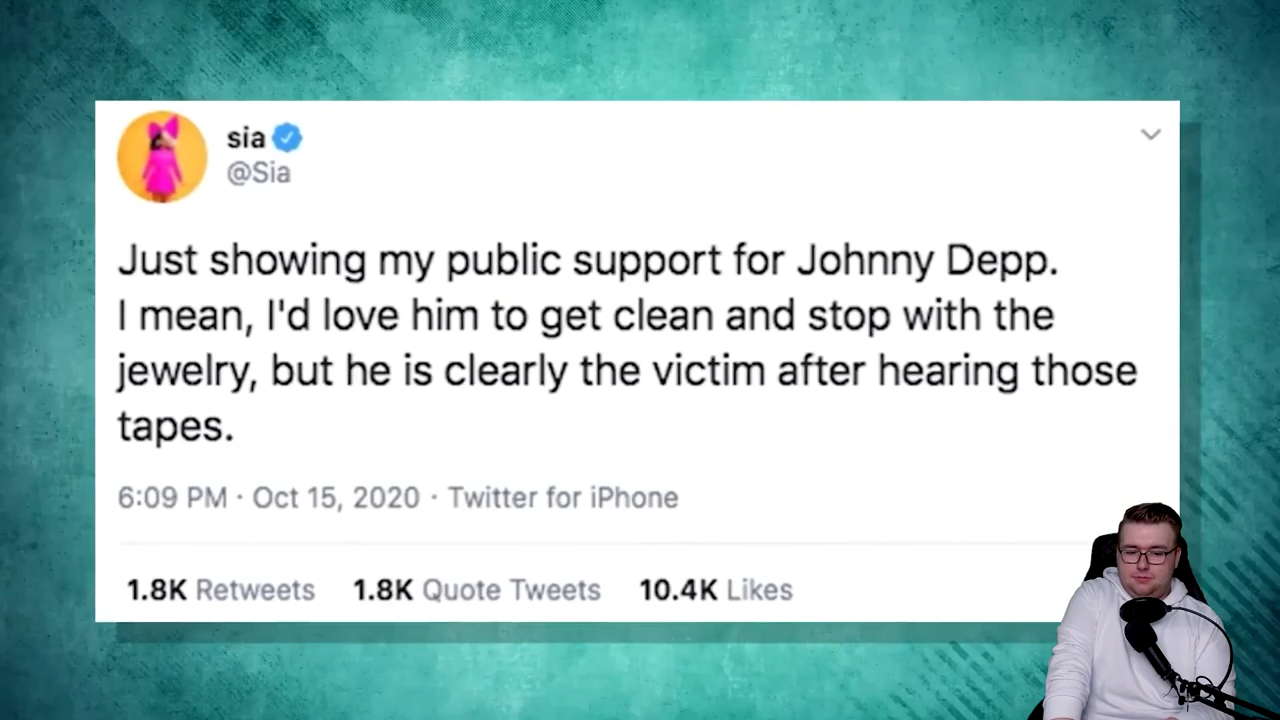 sia
@Sia
Just showing my public support for Johnny Depp.
I mean, I'd love him to get clean and stop with the
jewelry, but he is clearly the victim after hearing those
tapes.
6:09 PM · Oct 15, 2020 · Twitter for iPhone
1.8K Retweets 1.8K Quote Tweets 10.4K Likes